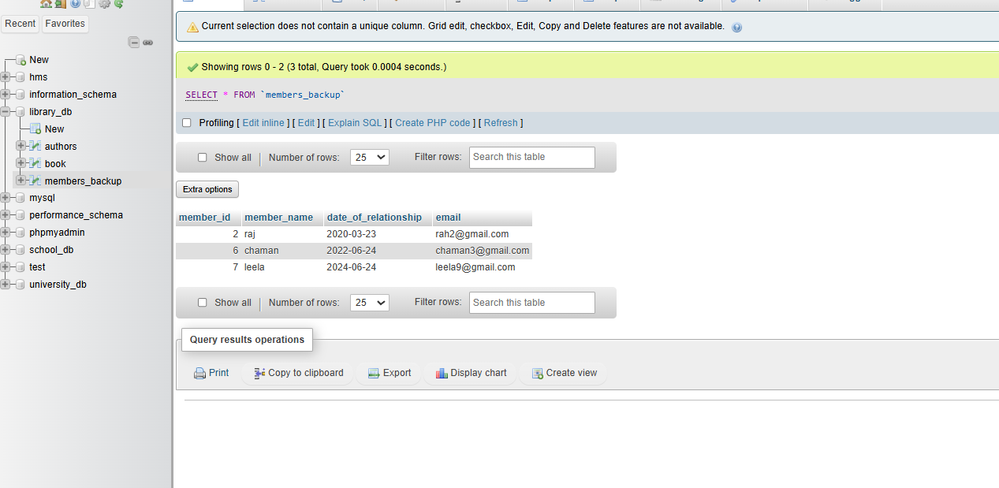 Recent Favorites
New
hms
information_schema
library_db
New
authors
book
members_backup
mysql
performance_schema
phpmyadmin
school_db
test
university_db
Current selection does not contain a unique column. Grid edit, checkbox, Edit, Copy and Delete features are not available.
Showing rows 0 - 2 (3 total, Query took 0.0004 seconds.)
SELECT * FROM `members_backup`
Profiling [ Edit inline ] [ Edit ] [ Explain SQL ] [ Create PHP code ] [ Refresh ]
Show all | Number of rows: 25 Filter rows: Search this table
Extra options
member_id member_name date_of_relationship email
2 raj 2020-03-23 rah2@gmail.com
6 chaman 2022-06-24 chaman3@gmail.com
7 leela 2024-06-24 leela9@gmail.com
Show all | Number of rows: 25 Filter rows: Search this table
Query results operations
Print Copy to clipboard Export Display chart Create view